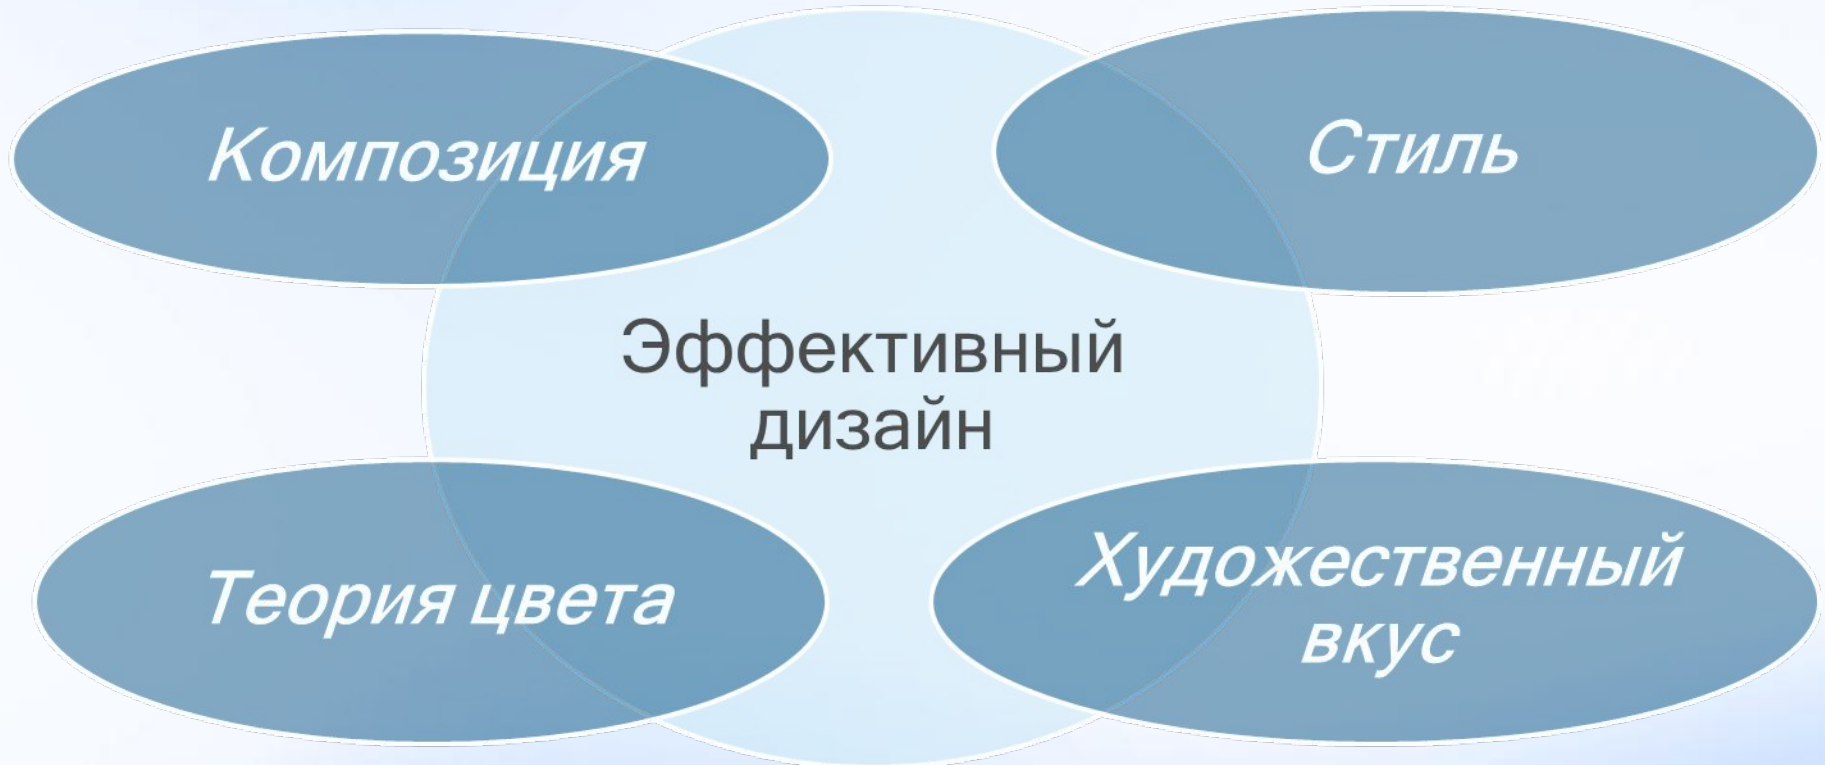 Композиция
Стиль
Эффективный
дизайн
Теория цвета
Художественный
вкус